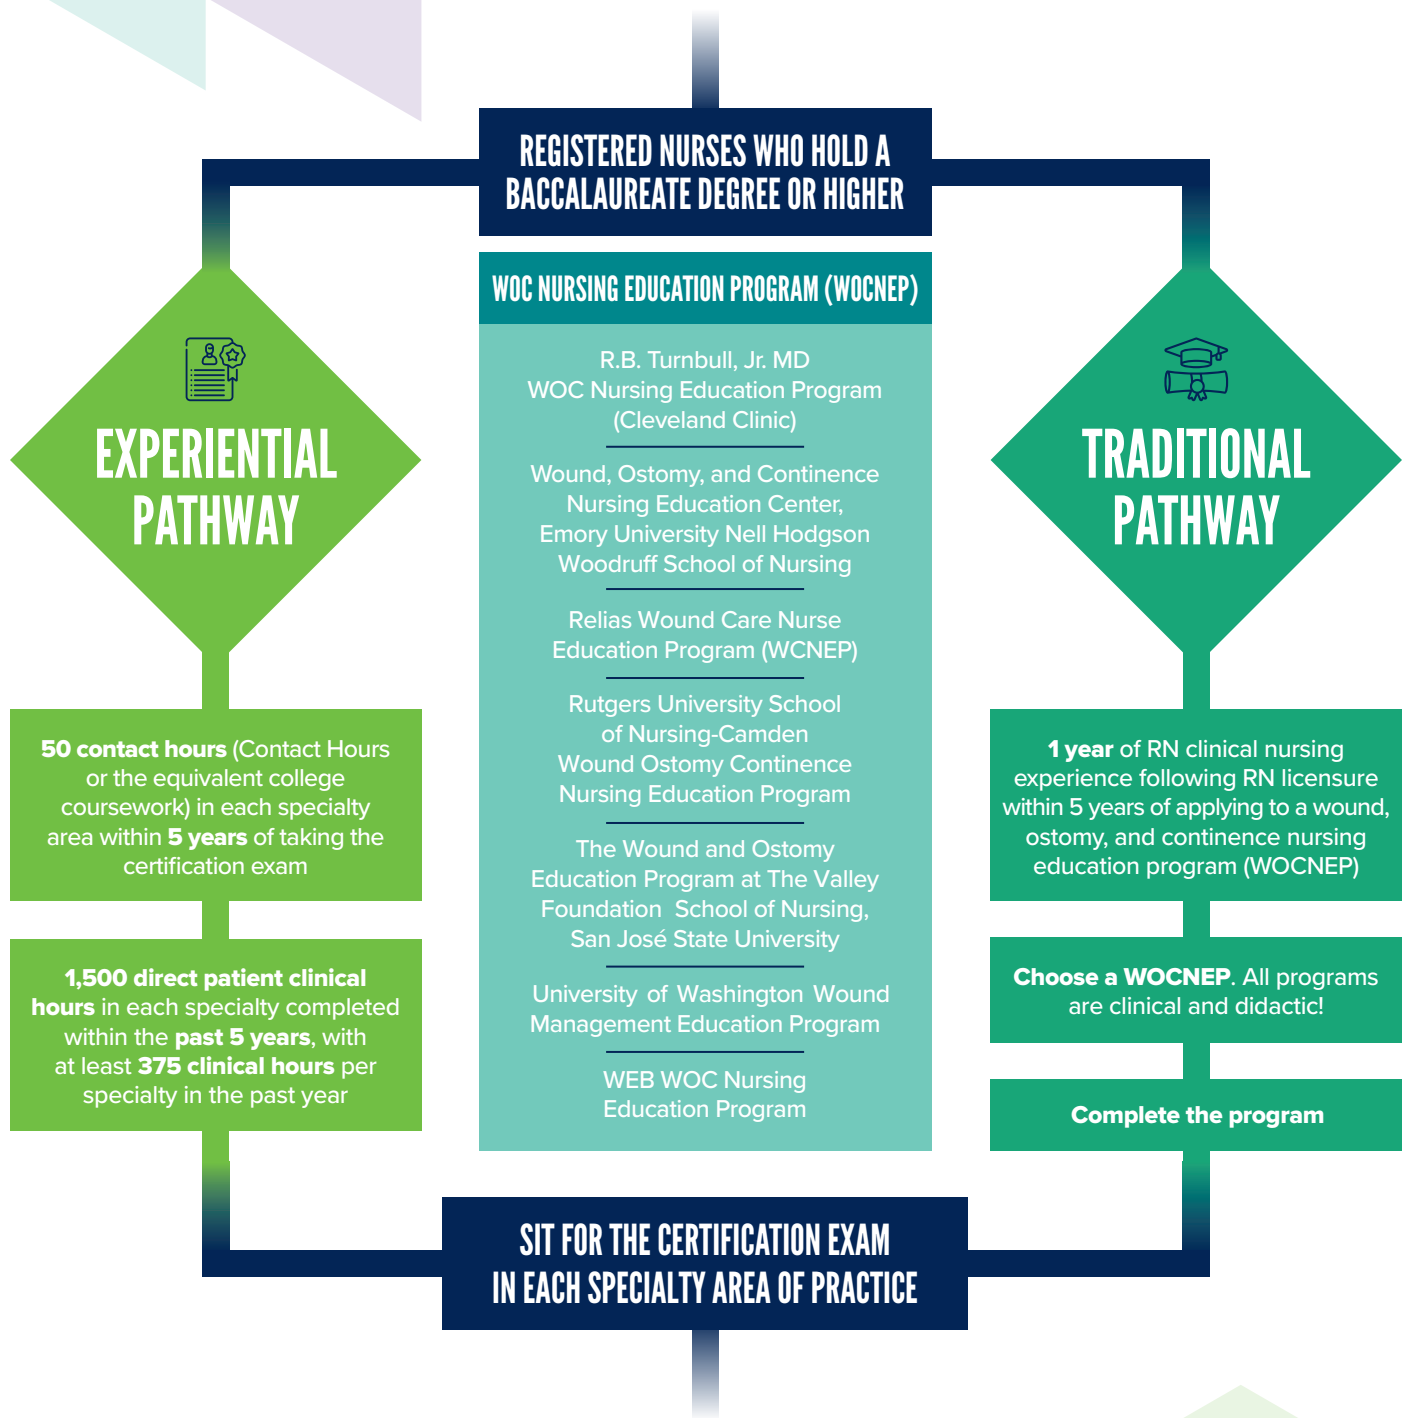 REGISTERED NURSES WHO HOLD A
BACCALAUREATE DEGREE OR HIGHER
EXPERIENTIAL
PATHWAY
50 contact hours (Contact Hours
or the equivalent college
coursework) in each specialty
area within 5 years of taking the
certification exam
1,500 direct patient clinical
hours in each specialty completed
within the past 5 years, with
at least 375 clinical hours per
specialty in the past year
WOC NURSING EDUCATION PROGRAM (WOCNEP)
R.B. Turnbull, Jr. MD
WOC Nursing Education Program
(Cleveland Clinic)
Wound, Ostomy, and Continence
Nursing Education Center,
Emory University Nell Hodgson
Woodruff School of Nursing
Relias Wound Care Nurse
Education Program (WCNEP)
Rutgers University School
of Nursing-Camden
Wound Ostomy Continence
Nursing Education Program
The Wound and Ostomy
Education Program at The Valley
Foundation School of Nursing,
San José State University
University of Washington Wound
Management Education Program
WEB WOC Nursing
Education Program
TRADITIONAL
PATHWAY
1 year of RN clinical nursing
experience following RN licensure
within 5 years of applying to a wound,
ostomy, and continence nursing
education program (WOCNEP)
Choose a WOCNEP. All programs
are clinical and didactic!
Complete the program
SIT FOR THE CERTIFICATION EXAM
IN EACH SPECIALTY AREA OF PRACTICE